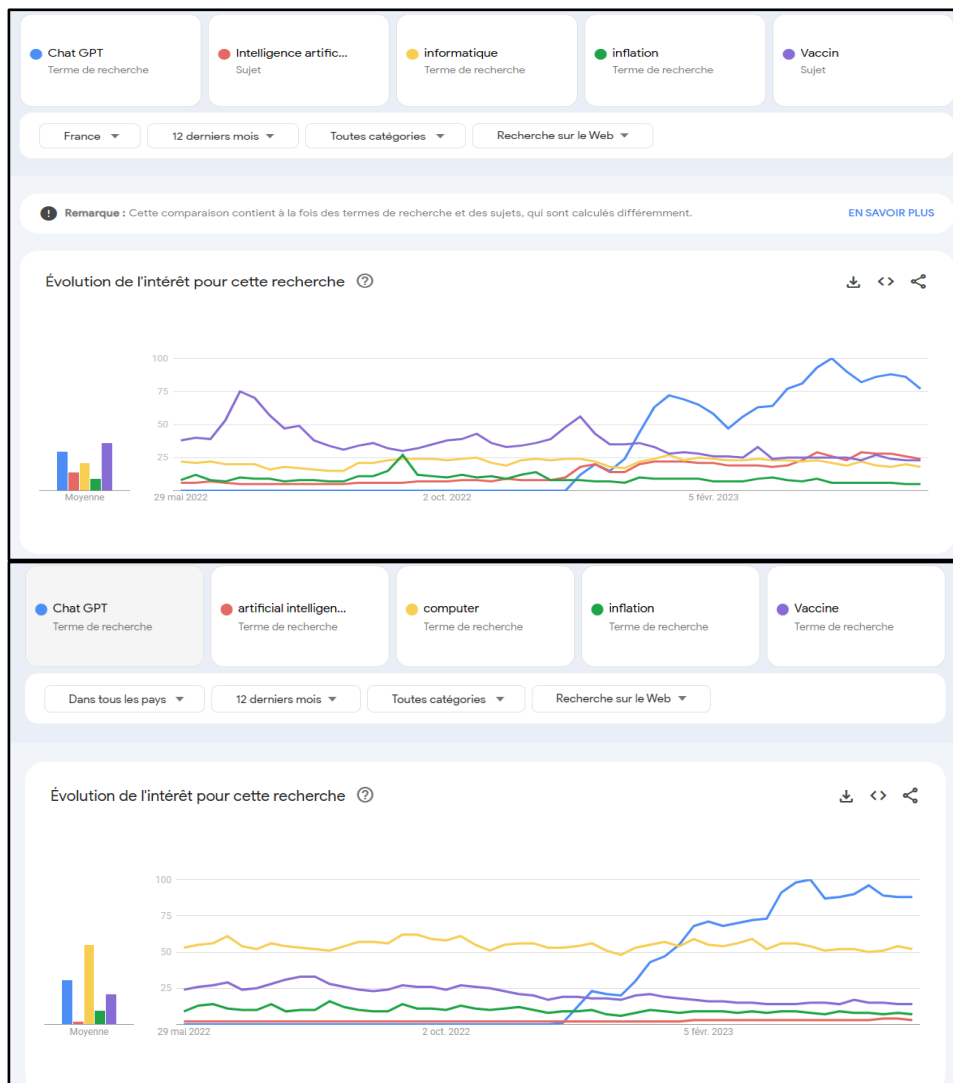 Chat GPT
Terme de recherche
Intelligence artific...
Sujet
informatique
Terme de recherche
inflation
Terme de recherche
Vaccin
Sujet
France
12 derniers mois
Toutes catégories
Recherche sur le Web
Remarque : Cette comparaison contient à la fois des termes de recherche et des sujets, qui sont calculés différemment.
EN SAVOIR PLUS
Évolution de l'intérêt pour cette recherche
100
75
50
25
Moyenne
29 mai 2022
2 oct. 2022
5 févr. 2023
Chat GPT
Terme de recherche
artificial intelligen...
Terme de recherche
computer
Terme de recherche
inflation
Terme de recherche
Vaccine
Terme de recherche
Dans tous les pays
12 derniers mois
Toutes catégories
Recherche sur le Web
Évolution de l'intérêt pour cette recherche
100
75
50
25
Moyenne
29 mai 2022
2 oct. 2022
5 févr. 2023